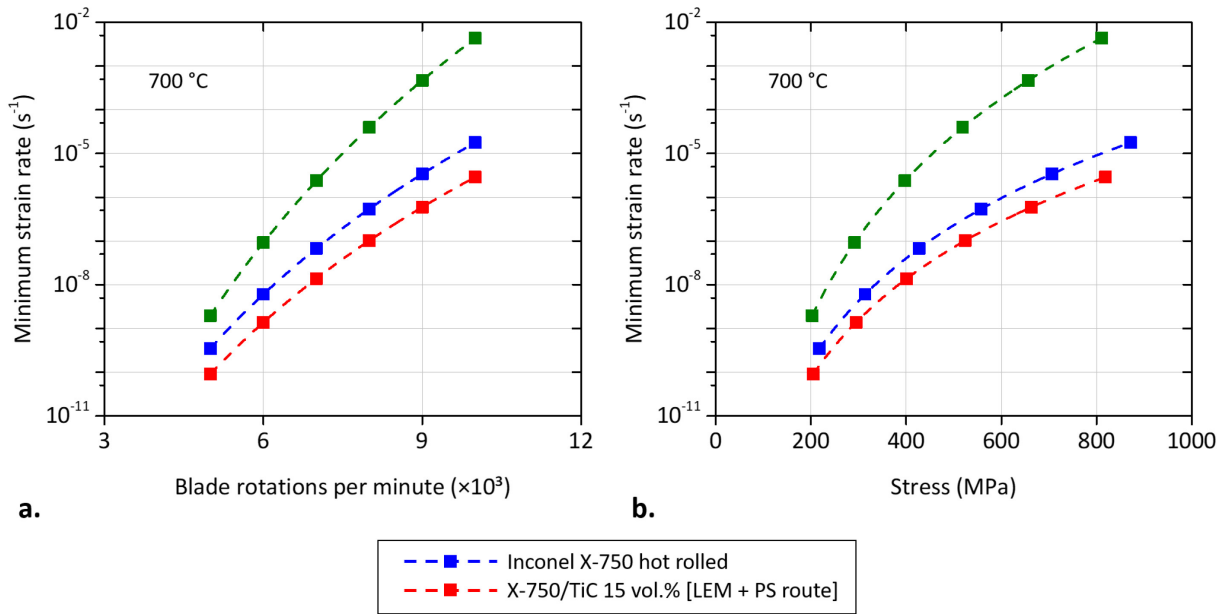 10⁻²
10⁻⁵
10⁻⁸
10⁻¹¹
Minimum strain rate (s⁻¹)
700 °C
3 6 9 12
Blade rotations per minute (×10³)
a.
10⁻²
10⁻⁵
10⁻⁸
10⁻¹¹
Minimum strain rate (s⁻¹)
700 °C
0 200 400 600 800 1000
Stress (MPa)
b.
Inconel X-750 hot rolled
X-750/TiC 15 vol.% [LEM + PS route]